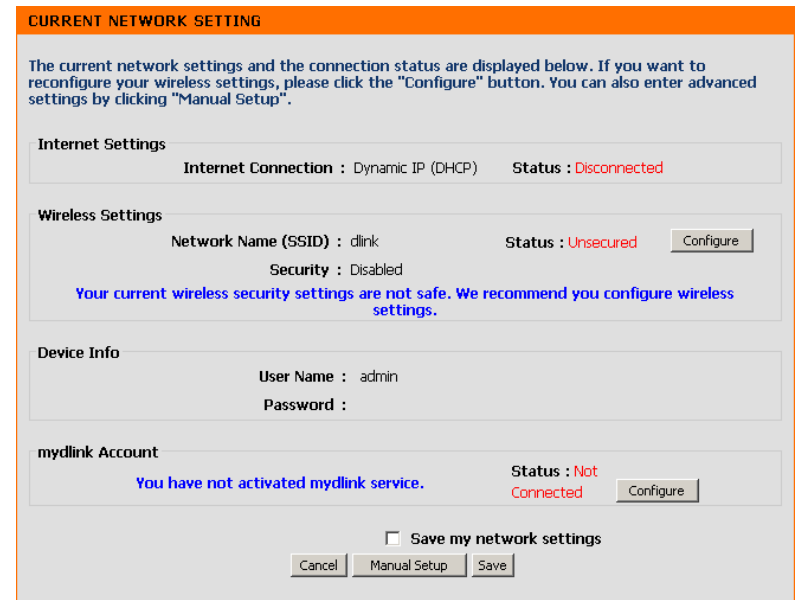 CURRENT NETWORK SETTING
The current network settings and the connection status are displayed below. If you want to
reconfigure your wireless settings, please click the "Configure" button. You can also enter advanced
settings by clicking "Manual Setup".
Internet Settings
Internet Connection : Dynamic IP (DHCP) Status : Disconnected
Wireless Settings
Network Name (SSID) : dlink Status : Unsecured Configure
Security : Disabled
Your current wireless security settings are not safe. We recommend you configure wireless
settings.
Device Info
User Name : admin
Password :
mydlink Account
You have not activated mydlink service. Status : Not
Connected Configure
Save my network settings
Cancel Manual Setup Save